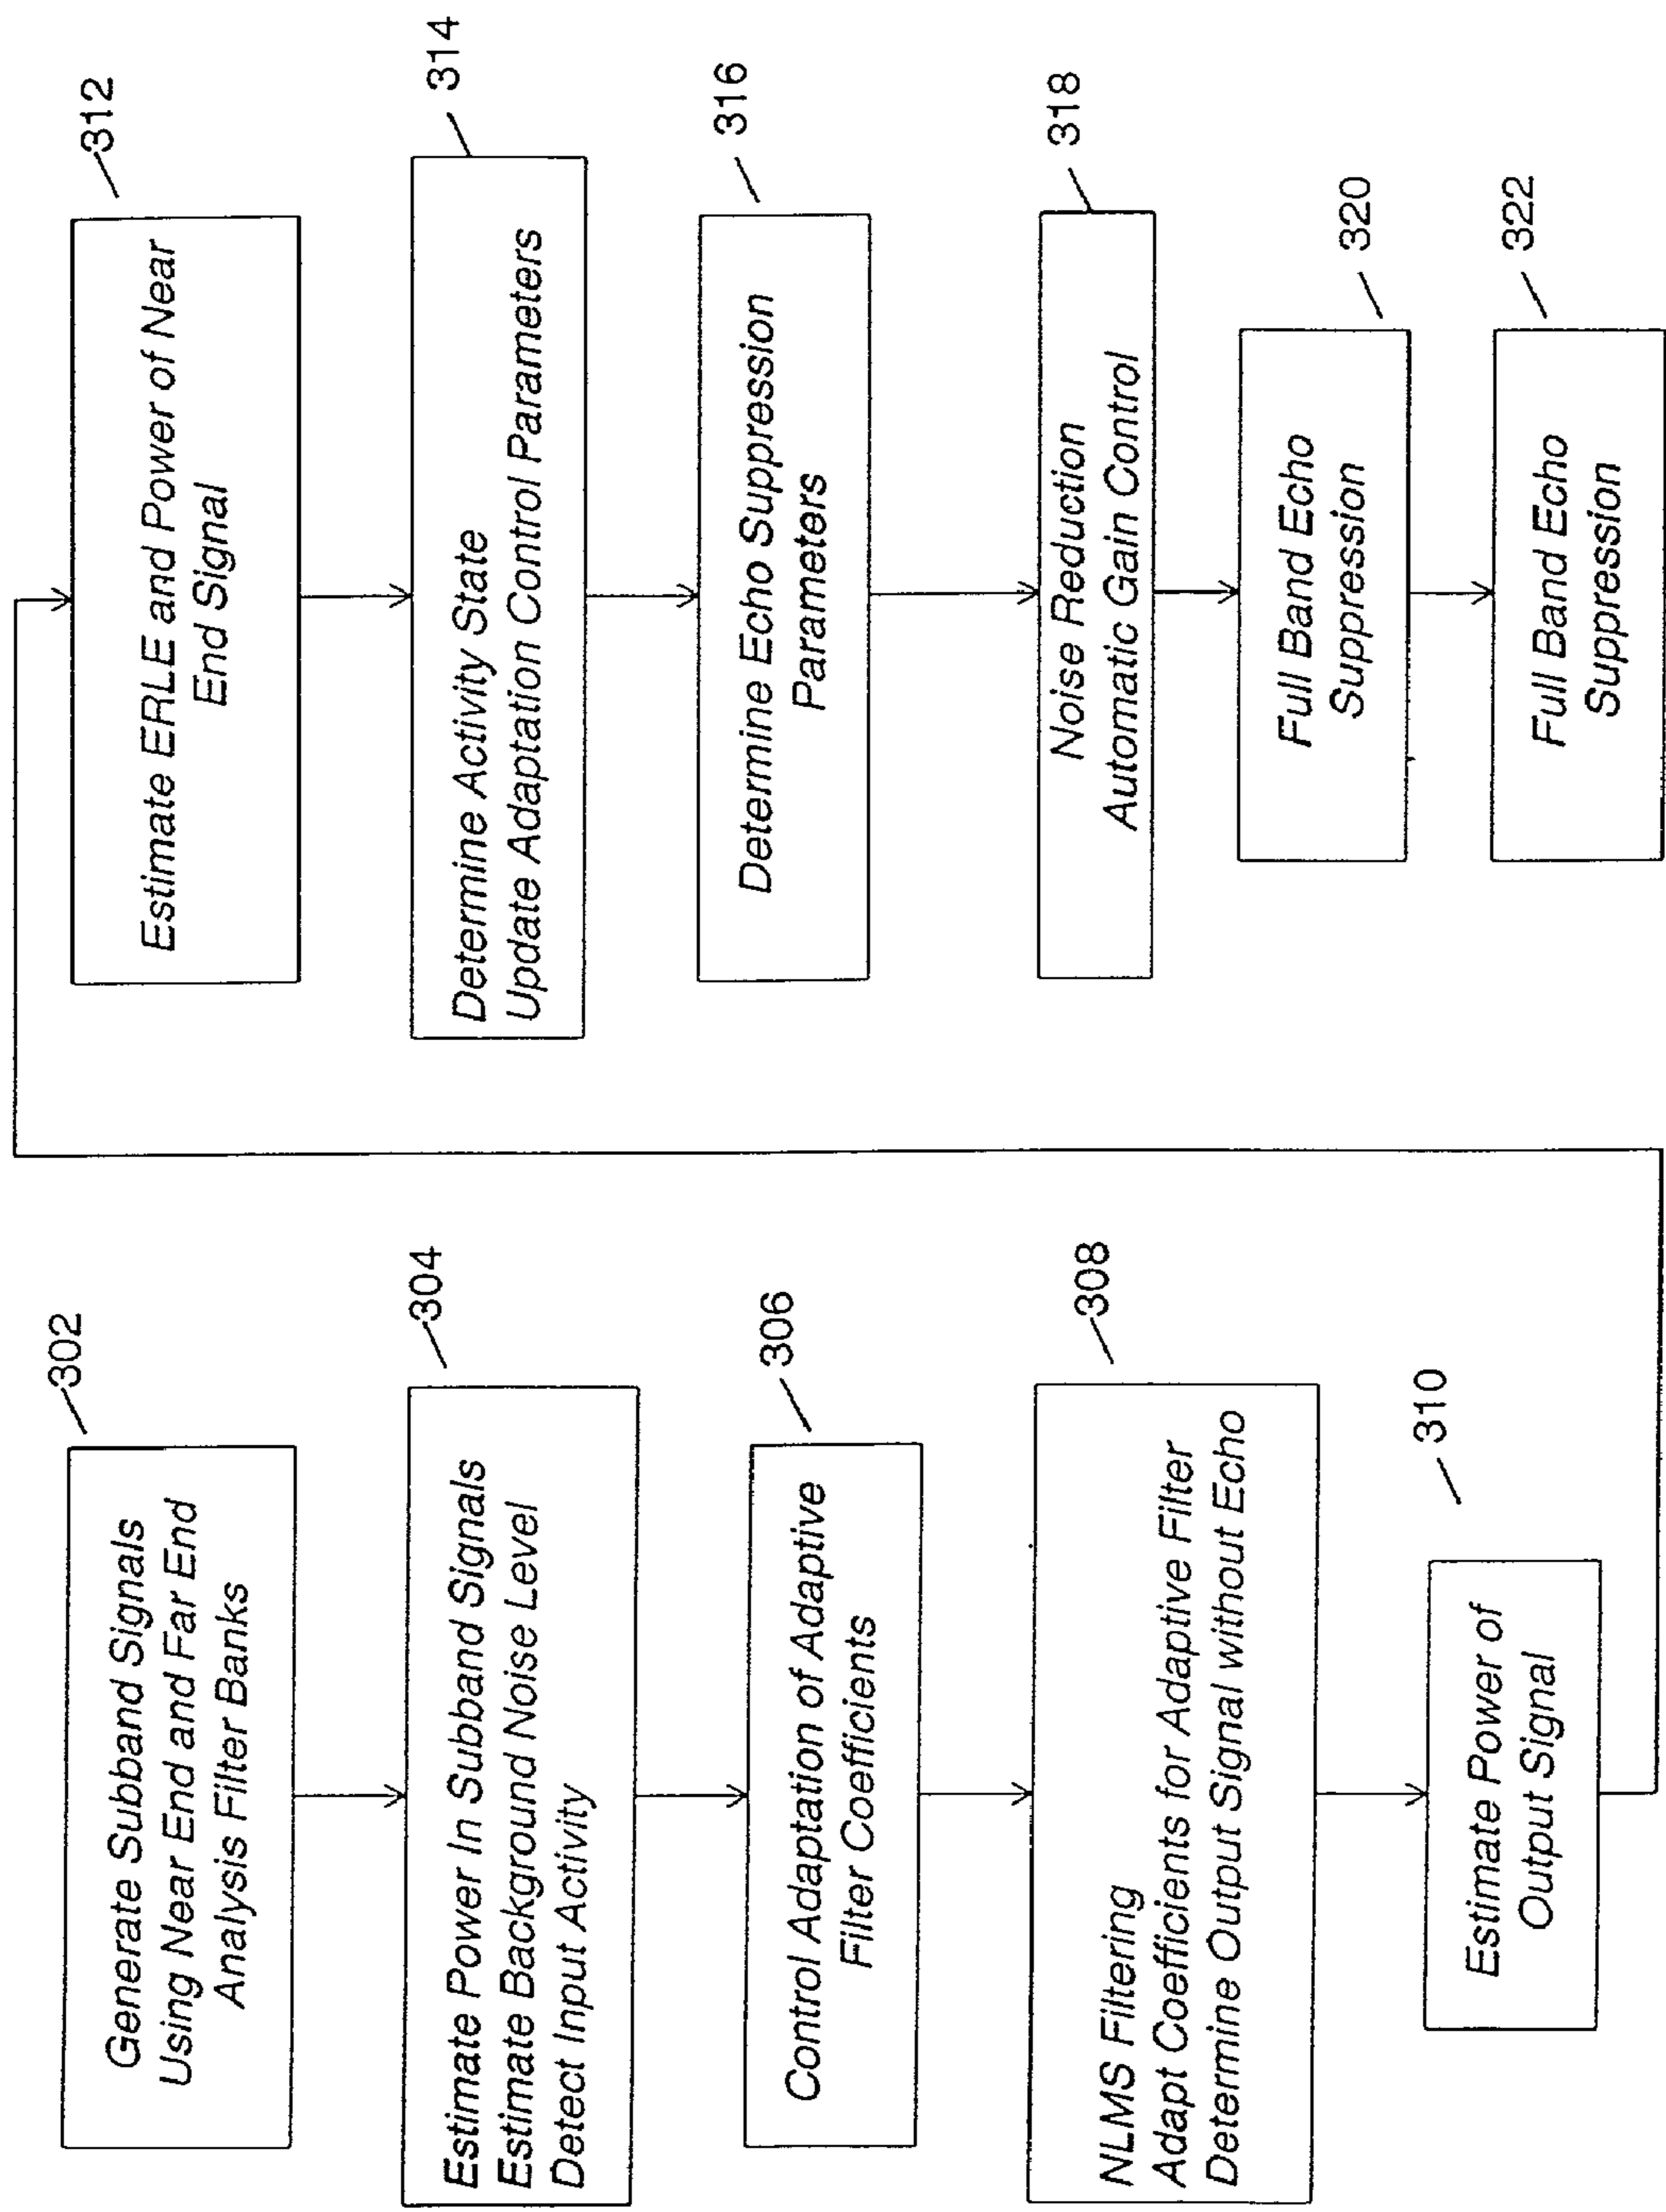 302
Generate Subband Signals
Using Near End and Far End
Analysis Filter Banks
304
Estimate Power In Subband Signals
Estimate Background Noise Level
Detect Input Activity
306
Control Adaptation of Adaptive
Filter Coefficients
308
NLMS Filtering
Adapt Coefficients for Adaptive Filter
Determine Output Signal without Echo
310
Estimate Power of
Output Signal
312
Estimate ERLE and Power of Near
End Signal
314
Determine Activity State
Update Adaption Control Parameters
316
Determine Echo Suppression
Parameters
318
Noise Reduction
Automatic Gain Control
320
Full Band Echo
Suppression
322
Full Band Echo
Suppression